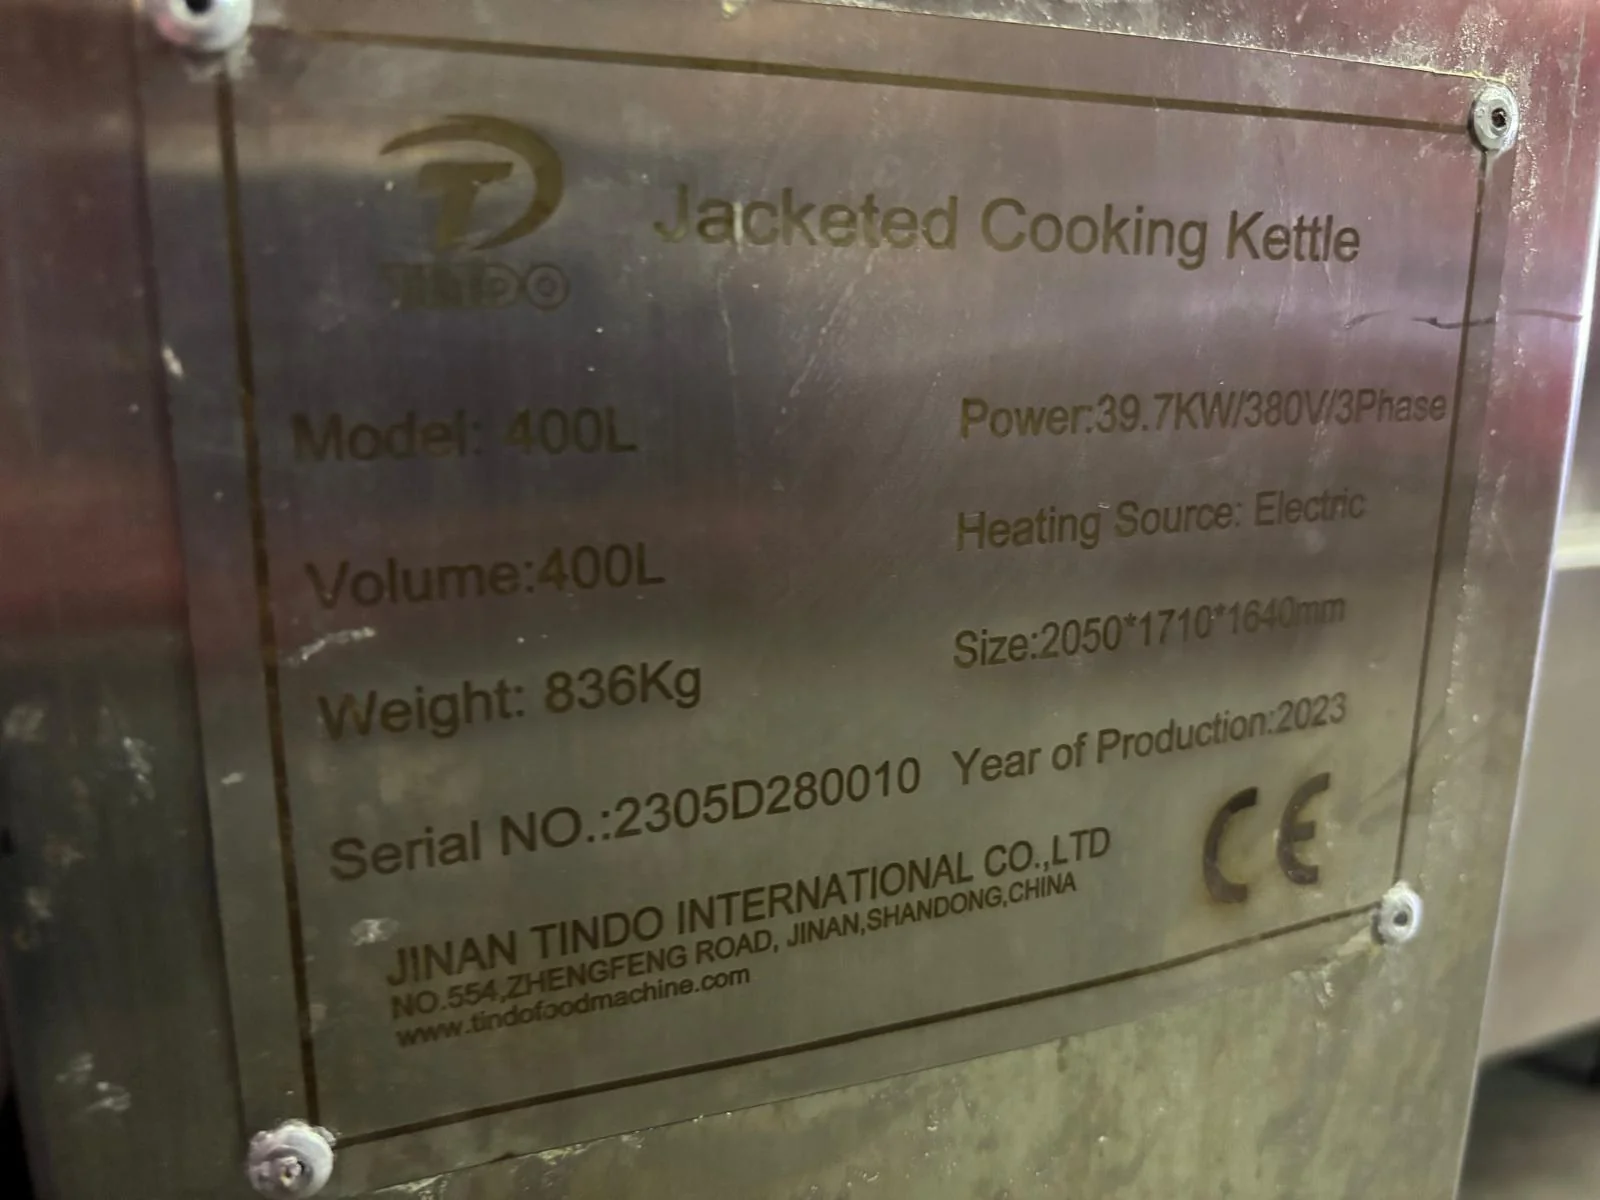 TINDO
Jacketed Cooking Kettle
Model: 400L
Power:39.7KW/380V/3Phase
Volume:400L
Heating Source: Electric
Weight: 836Kg
Size:2050*1710*1640mm
Serial NO.:2305D280010
Year of Production:2023
JINAN TINDO INTERNATIONAL CO.,LTD
NO.554,ZHENGFENG ROAD, JINAN,SHANDONG,CHINA
www.tindofoodmachine.com
CE